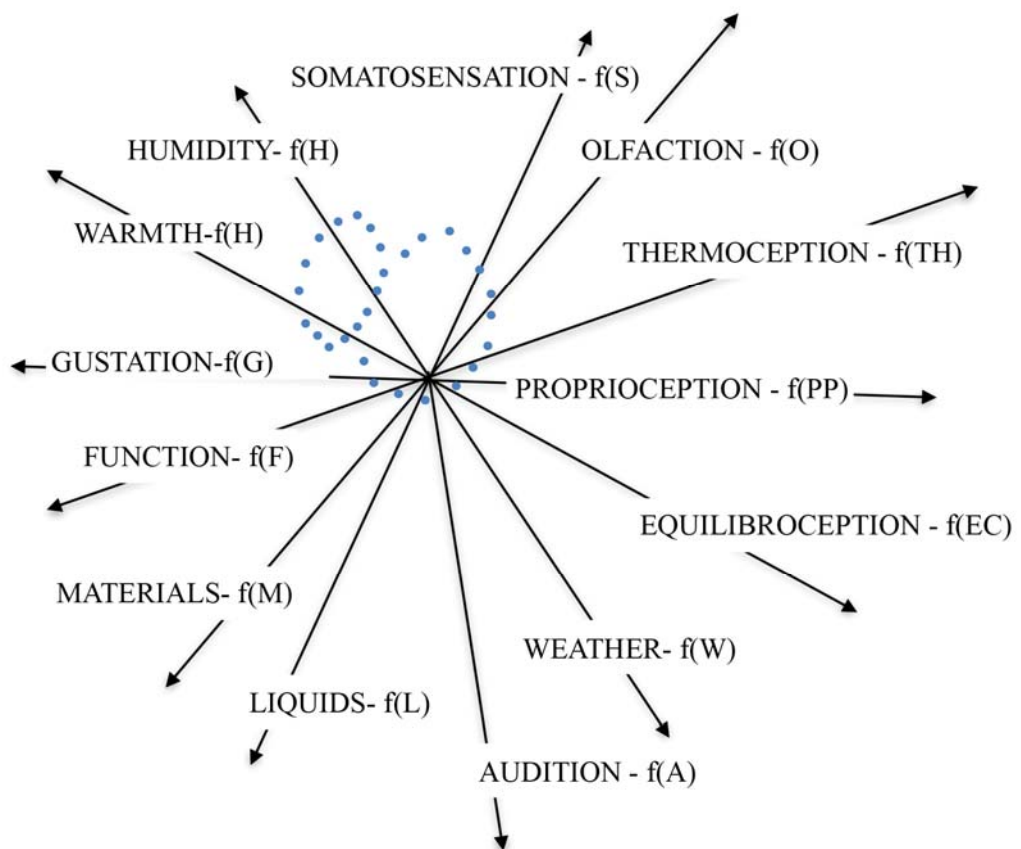 SOMATOSENSATION - f(S)
HUMIDITY- f(H)
OLFACTION - f(O)
WARMTH-f(H)
THERMOCEPTION - f(TH)
GUSTATION-f(G)
PROPRIOCEPTION - f(PP)
FUNCTION- f(F)
EQUILIBROCEPTION - f(EC)
MATERIALS- f(M)
WEATHER- f(W)
LIQUIDS- f(L)
AUDITION - f(A)